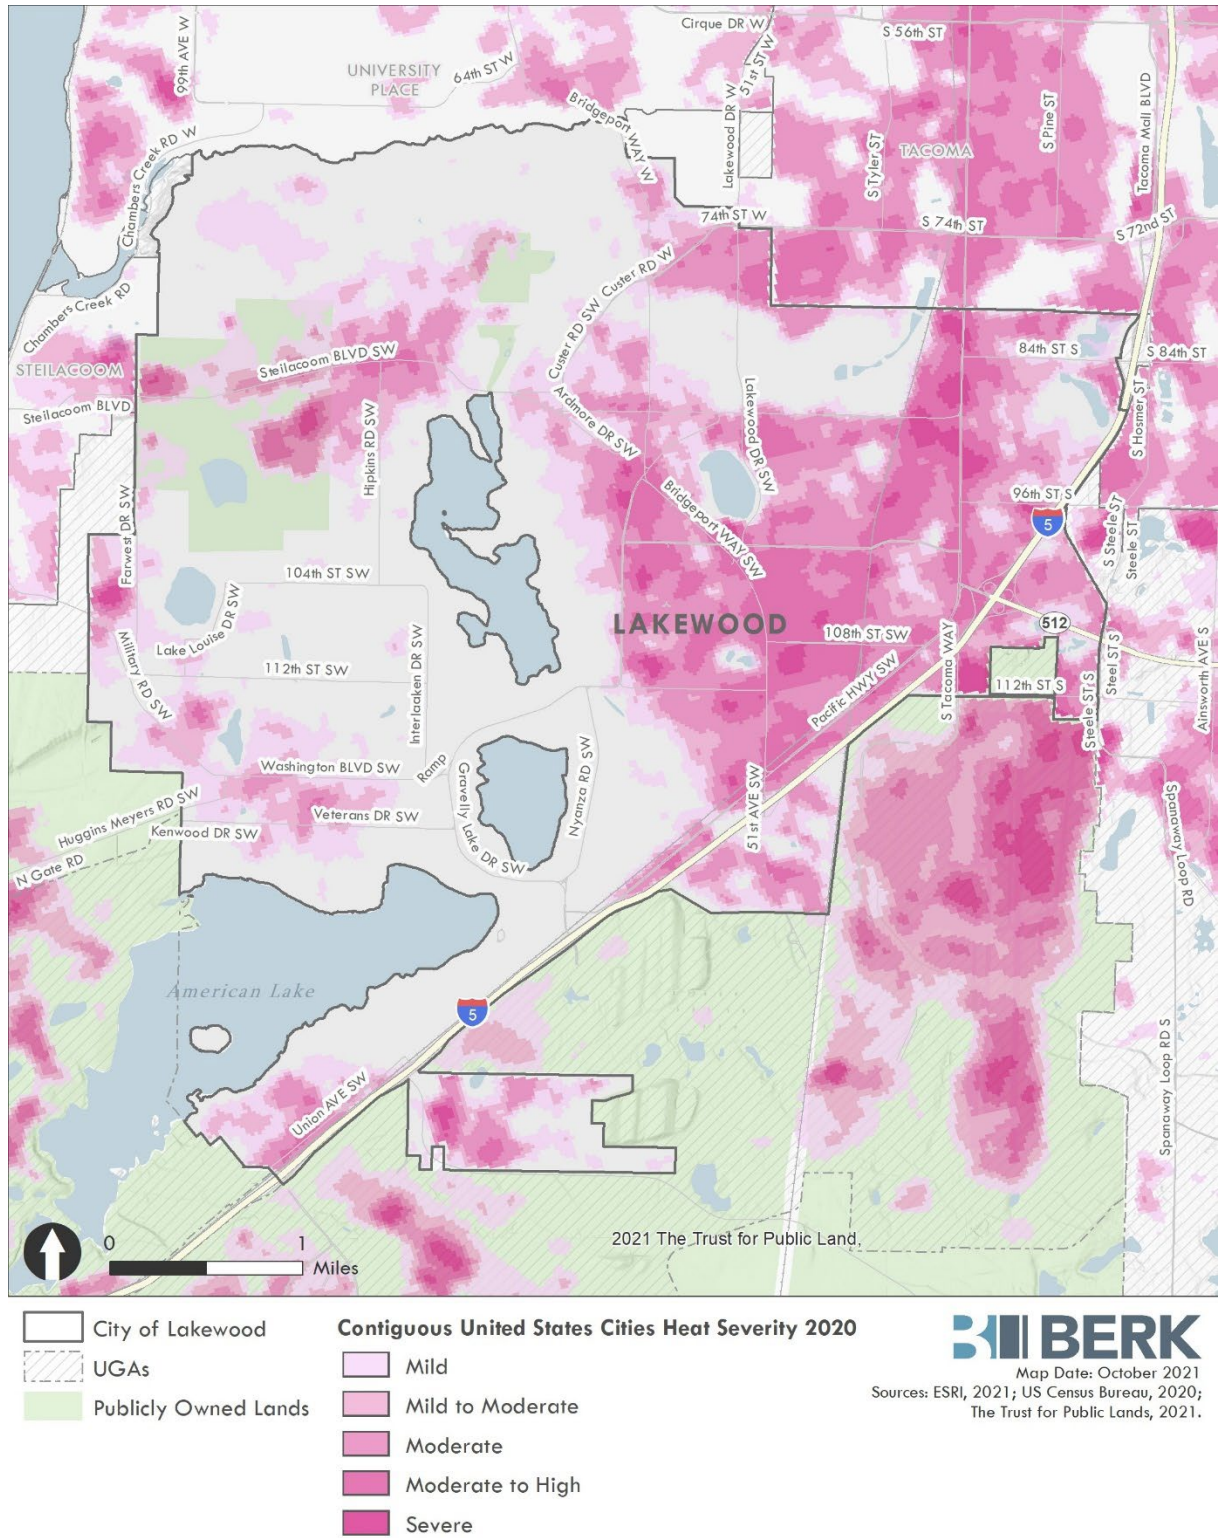 Cirque DR W
S 56th ST
99th AVE W
UNIVERSITY
PLACE
64th ST W
51st ST W
Tacoma Mall BLVD
Bridgeport WAY W
Lakewood DR W
S Pine ST
S Tyler ST
TACOMA
Chambers Creek RD W
74th ST W
S 74th ST
S 72nd ST
Custer RD W
Chambers Creek RD
Custer RD SW
STEILACOOM
Steilacoom BLVD SW
84th ST S
S 84th ST
Steilacoom BLVD
Ardmore DR SW
Lakewood DR SW
S Hosmer ST
Hipkins RD SW
Bridgeport WAY SW
96th ST S
5
S Steele ST
Steele ST
Farwest DR SW
104th ST SW
Lake Louise DR SW
LAKEWOOD
108th ST SW
512
Military RD SW
112th ST SW
Interlaaken DR SW
Pacific HWY SW
S Tacoma WAY
112th ST S
Steel ST S
Steele ST S
Ainsworth AVE S
Washington BLVD SW
Ramp
Gravelly Lake DR SW
Nyanza RD SW
51st AVE SW
Huggins Meyers RD SW
Veterans DR SW
Kenwood DR SW
N Gate RD
Spanaway Loop RD
American Lake
5
Union AVE SW
Spanaway Loop RD S
2021 The Trust for Public Land,
0 1
Miles
City of Lakewood
UGAs
Publicly Owned Lands
Contiguous United States Cities Heat Severity 2020
Mild
Mild to Moderate
Moderate
Moderate to High
Severe
BERK
Map Date: October 2021
Sources: ESRI, 2021; US Census Bureau, 2020;
The Trust for Public Lands, 2021.